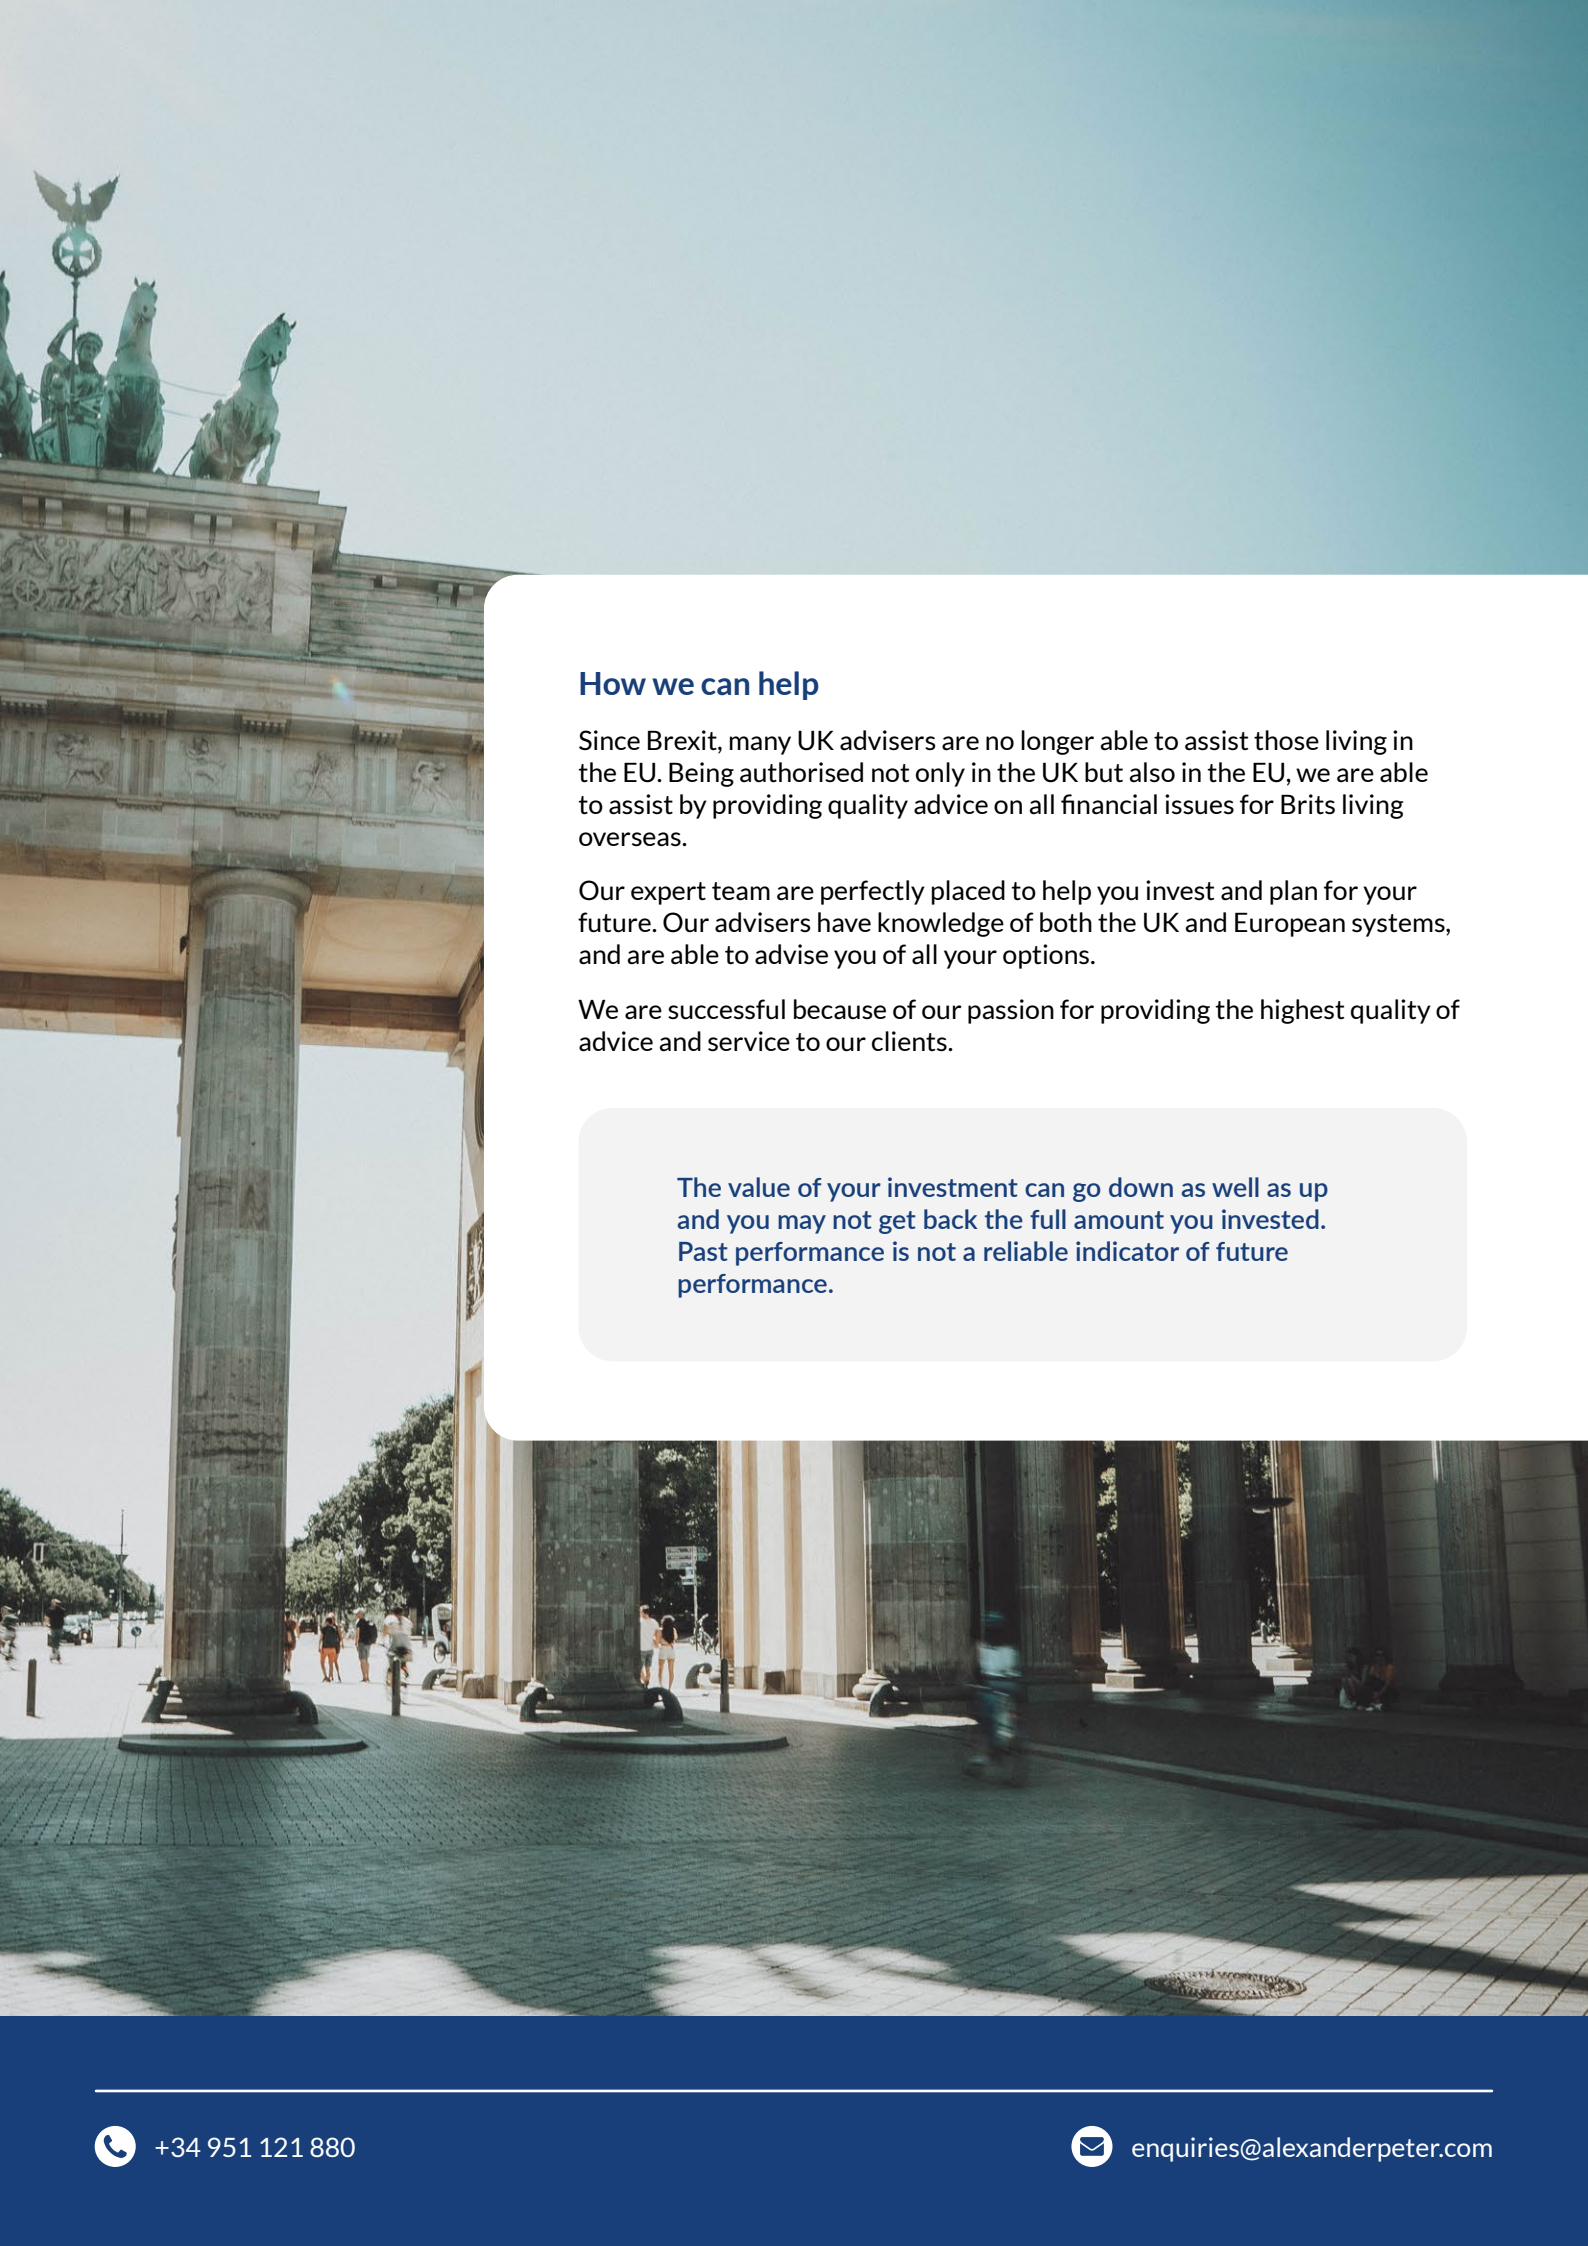 How we can help
Since Brexit, many UK advisers are no longer able to assist those living in
the EU. Being authorised not only in the UK but also in the EU, we are able
to assist by providing quality advice on all financial issues for Brits living
overseas.
Our expert team are perfectly placed to help you invest and plan for your
future. Our advisers have knowledge of both the UK and European systems,
and are able to advise you of all your options.
We are successful because of our passion for providing the highest quality of
advice and service to our clients.
The value of your investment can go down as well as up
and you may not get back the full amount you invested.
Past performance is not a reliable indicator of future
performance.
+34 951 121 880
enquiries@alexanderpeter.com